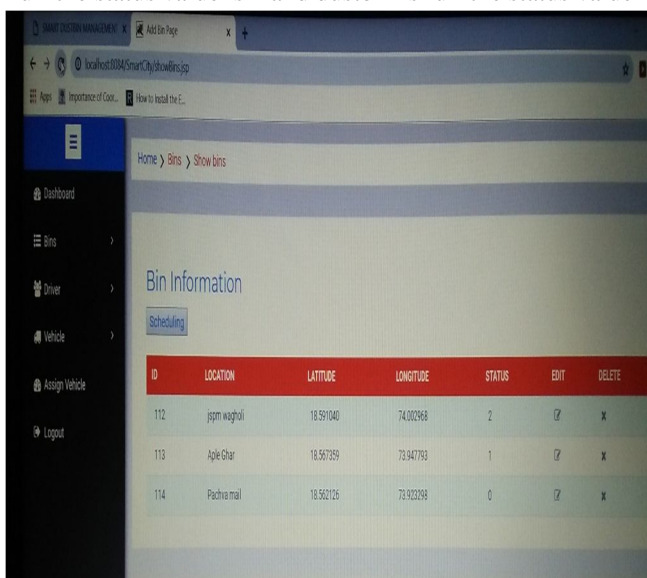 SMART DUSTBIN MANAGEMENT x Add Bin Page x +
localhost:8084/SmartCity/showBins.jsp
Apps Importance of Coor... How to Install the E...
Home > Bins > Show bins
Dashboard
Bins >
Driver >
Vehicle >
Assign Vehicle
Logout
Bin Information
Scheduling
ID LOCATION LATITUDE LONGITUDE STATUS EDIT DELETE
112 jspm wagholi 18.591040 74.002968 2 x
113 Aple Ghar 18.567359 73.947793 1 x
114 Pachva mail 18.562126 73.923298 0 x